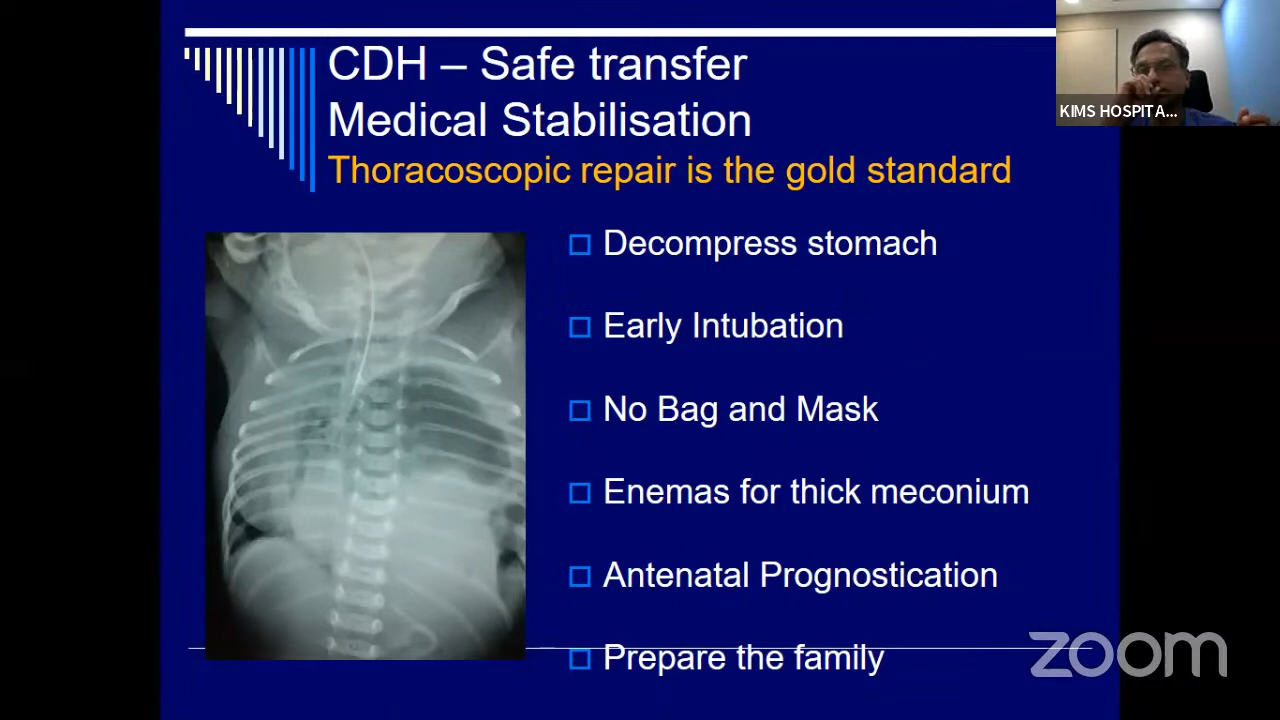 CDH – Safe transfer
Medical Stabilisation
Thoracoscopic repair is the gold standard
KIMS HOSPITA...
Decompress stomach
Early Intubation
No Bag and Mask
Enemas for thick meconium
Antenatal Prognostication
Prepare the family
zoom